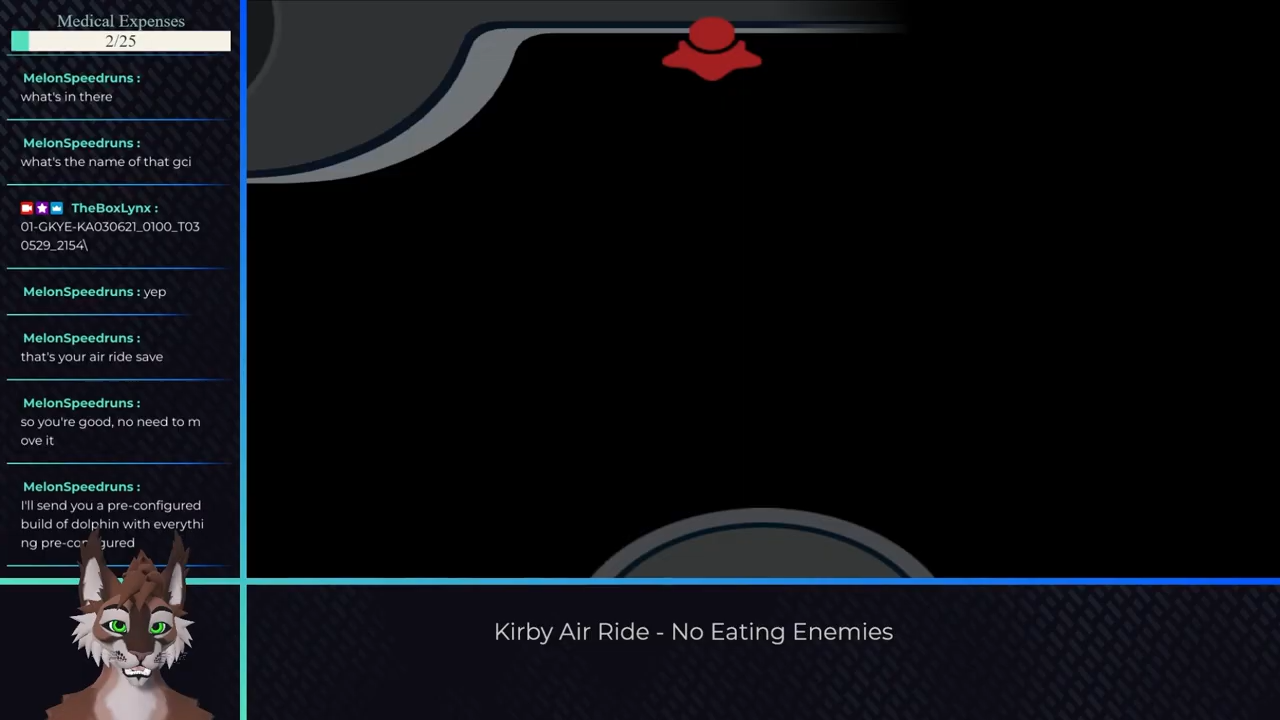 Medical Expenses
2/25
MelonSpeedruns :
what's in there
MelonSpeedruns :
what's the name of that gci
TheBoxLynx :
01-GKYE-KA030621_0100_T03
0529_2154\
MelonSpeedruns : yep
MelonSpeedruns :
that's your air ride save
MelonSpeedruns :
so you're good, no need to m
ove it
MelonSpeedruns :
I'll send you a pre-configured
build of dolphin with everythi
ng pre-configured
Kirby Air Ride - No Eating Enemies